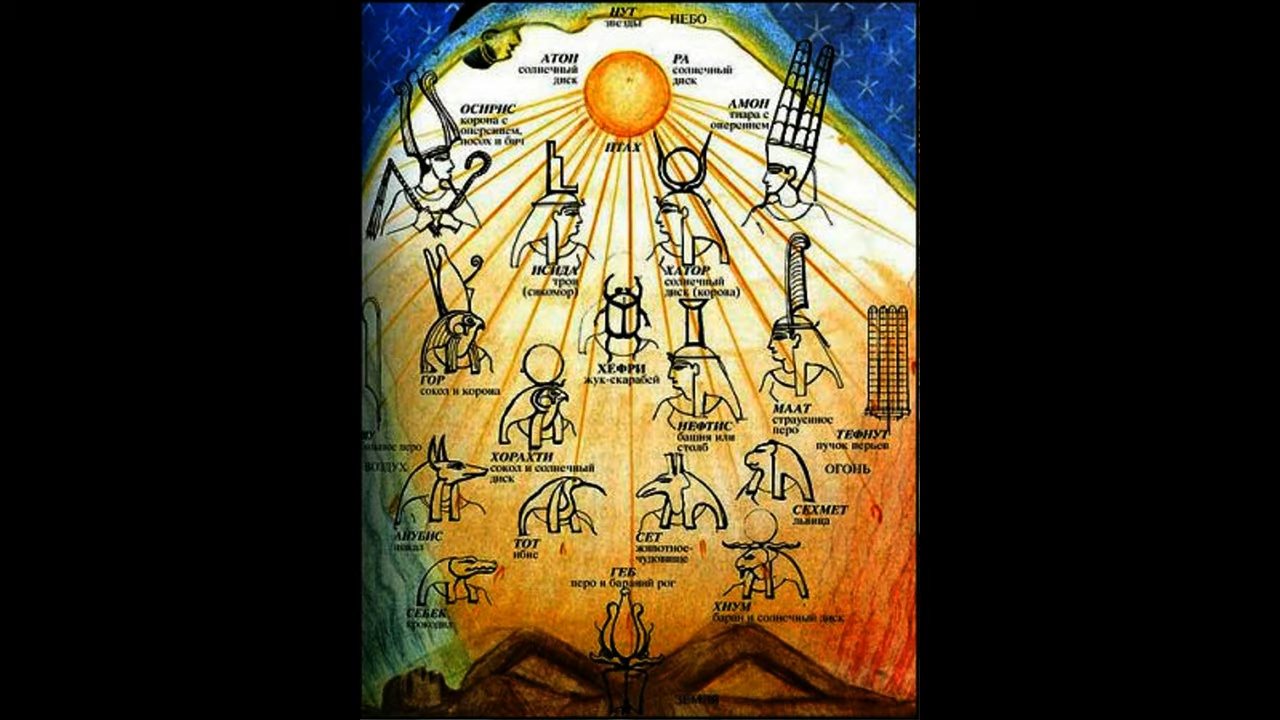 НУТ
звезды
НЕБО
АТОН
солнечный
диск
РА
солнечный
диск
ОСИРИС
корона с
оперением,
посох и бич
АМОН
тиара с
оперением
ПТАХ
ИСИДА
трон
(сикомор)
ХАТОР
солнечный
диск (корова)
ХЕФРИ
жук-скарабей
ГОР
сокол и корона
НЕФТИС
башня или
столб
МААТ
страусиное
перо
ТЕФНУТ
пучок перьев
перо
ВОЗДУХ
ХОРАХТИ
сокол и солнечный
диск
ОГОНЬ
АНУБИС
шакал
ТОТ
ибис
СЕТ
животное-
чудовище
СЕХМЕТ
львица
ГЕБ
перо и бараний рог
СЕБЕК
крокодил
ХНУМ
баран и солнечный диск
ЗЕМЛЯ